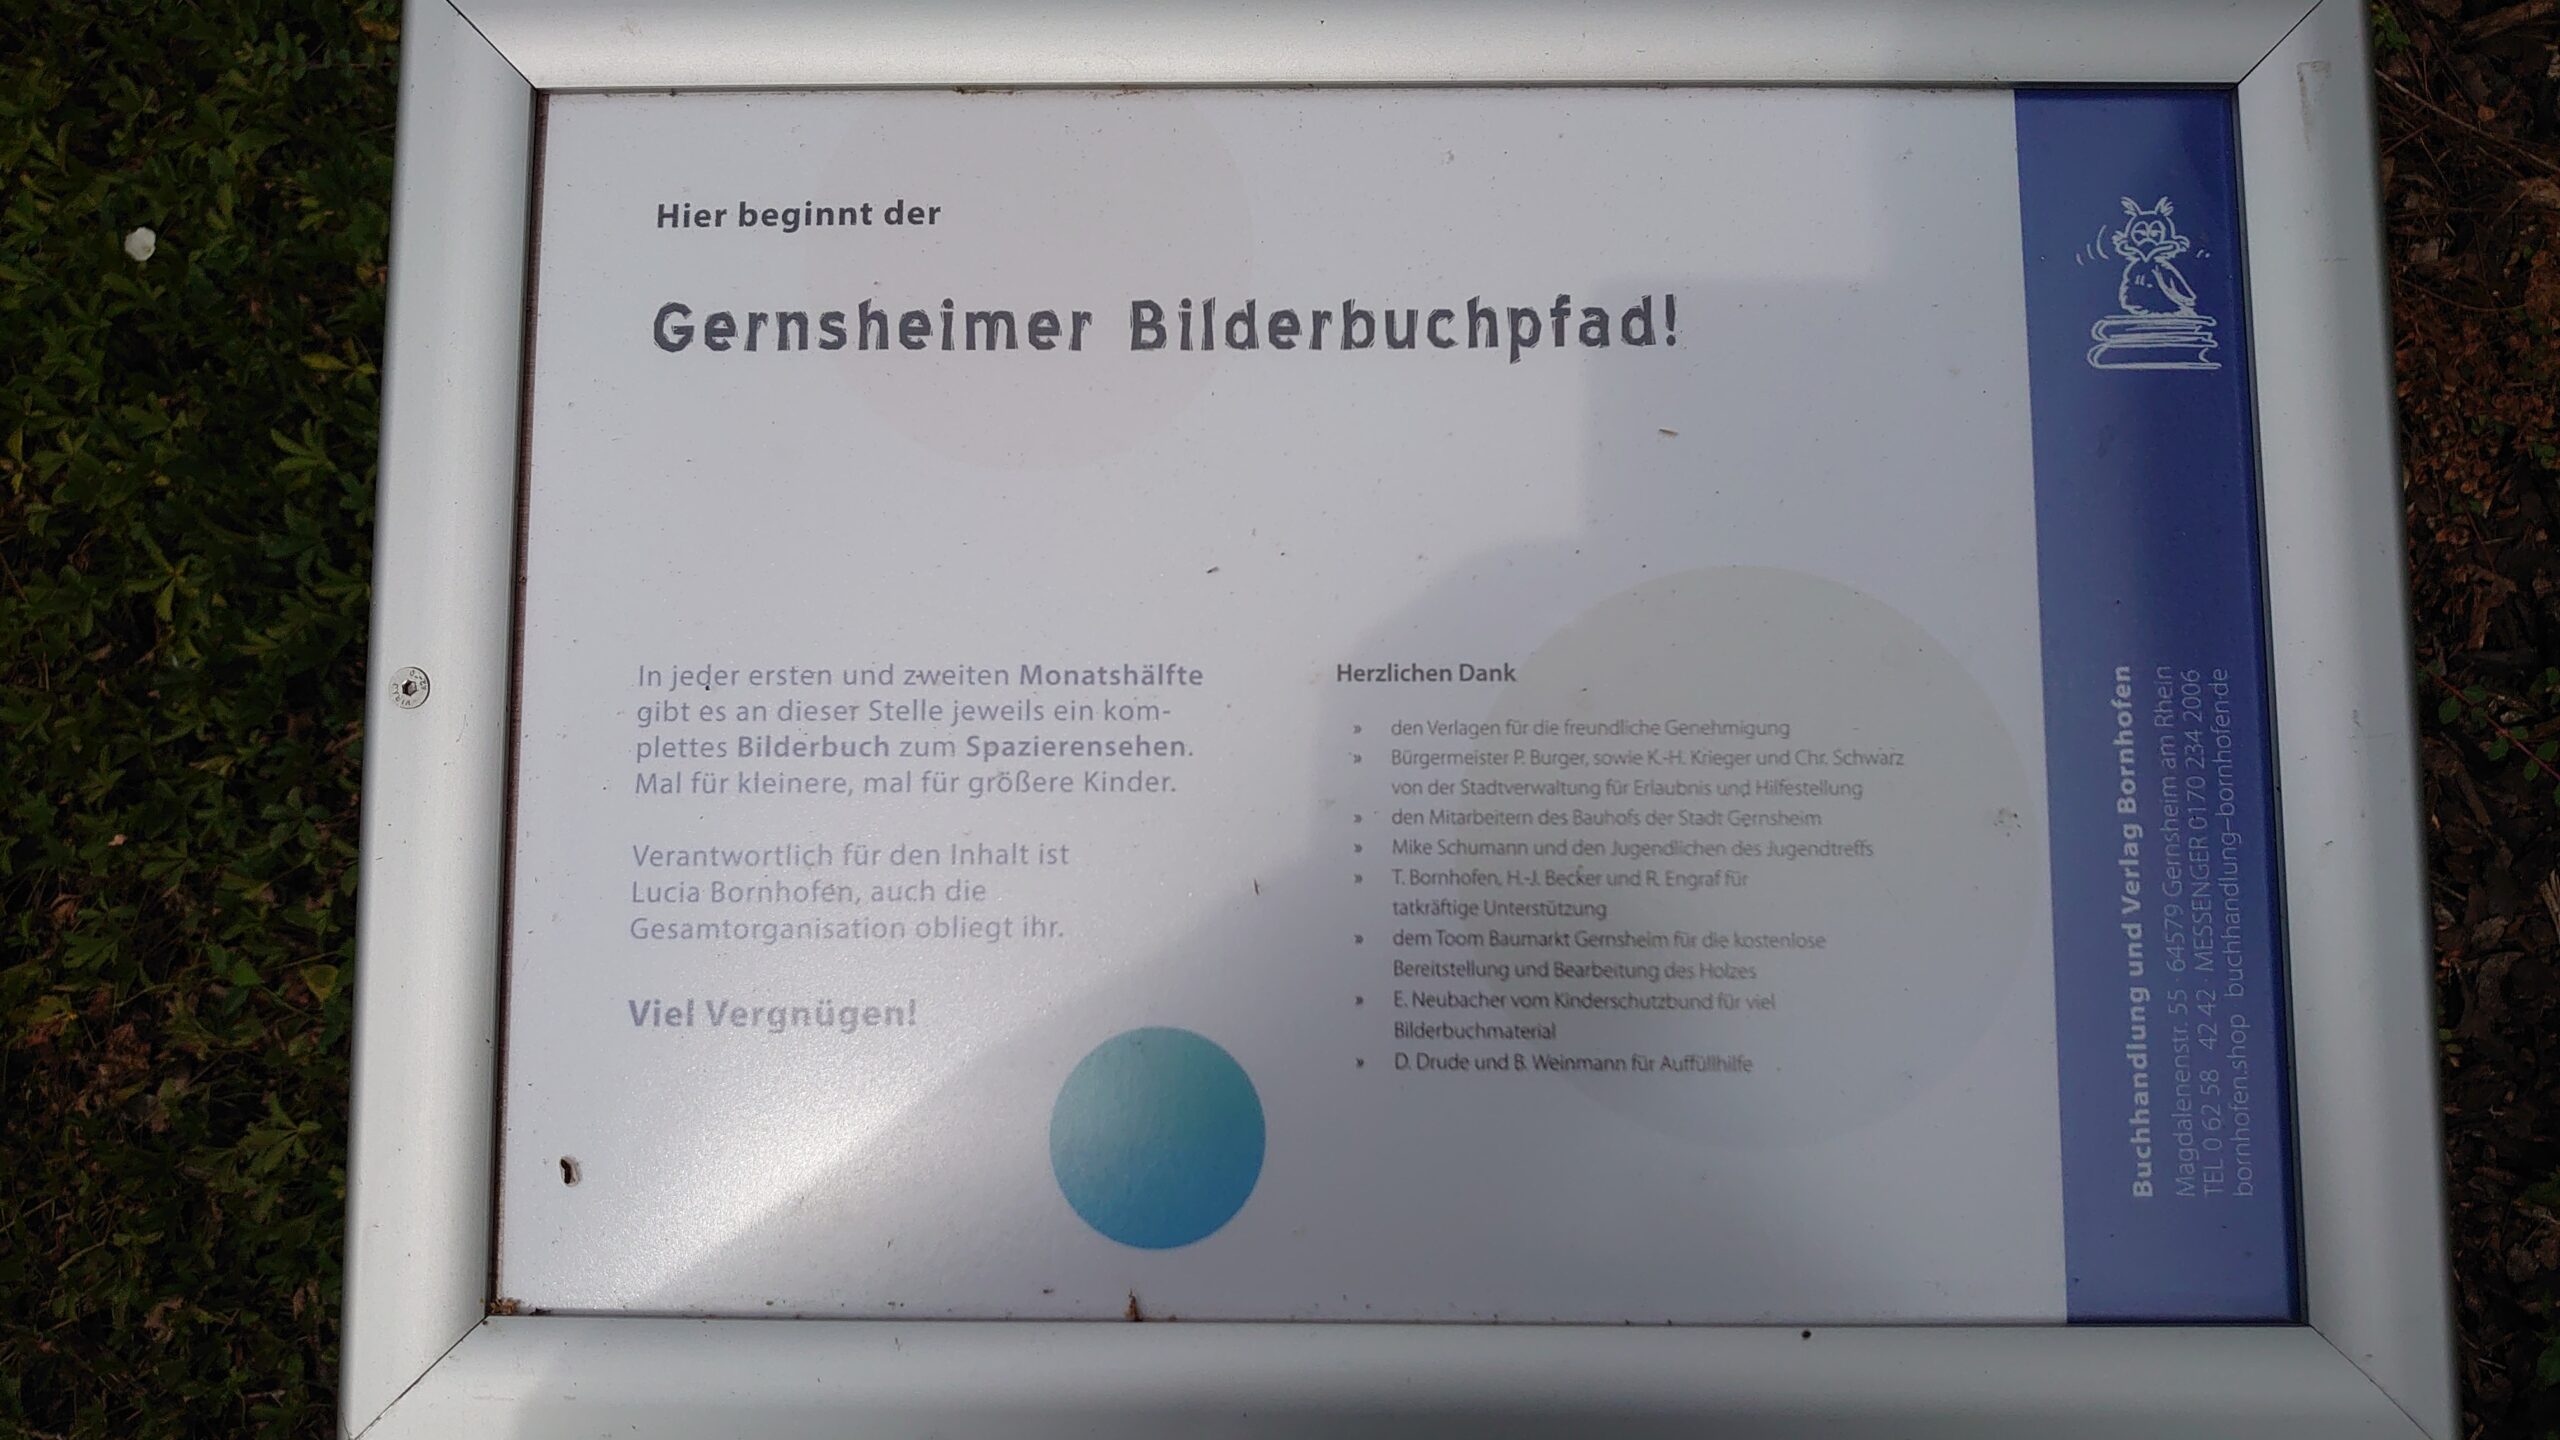 Hier beginnt der
Gernsheimer Bilderbuchpfad!
In jeder ersten und zweiten Monatshälfte
gibt es an dieser Stelle jeweils ein kom-
plettes Bilderbuch zum Spazierensehen.
Mal für kleinere, mal für größere Kinder.
Verantwortlich für den Inhalt ist
Lucia Bornhofen, auch die
Gesamtorganisation obliegt ihr.
Viel Vergnügen!
Herzlichen Dank
» den Verlagen für die freundliche Genehmigung
» Bürgermeister P. Burger, sowie K.-H. Krieger und Chr. Schwarz
von der Stadtverwaltung für Erlaubnis und Hilfestellung
» den Mitarbeitern des Bauhofs der Stadt Gernsheim
» Mike Schumann und den Jugendlichen des Jugendtreffs
» T. Bornhofen, H.-J. Becker und R. Engraf für
tatkräftige Unterstützung
» dem Toom Baumarkt Gernsheim für die kostenlose
Bereitstellung und Bearbeitung des Holzes
» E. Neubacher vom Kinderschutzbund für viel
Bilderbuchmaterial
» D. Drude und B. Weinmann für Auffüllhilfe
Buchhandlung und Verlag Bornhofen
Magdalenenstr. 55 · 64579 Gernsheim am Rhein
TEL 0 62 58 42 42 · MESSENGER 0170 234 2006
bornhofen.shop buchhandlung-bornhofen.de